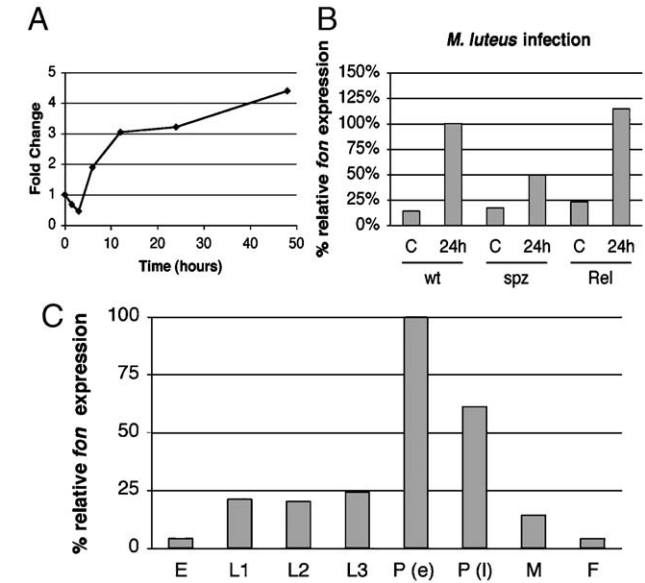 A
5
4
3
2
1
0
Fold Change
0 10 20 30 40 50
Time (hours)
B
M. luteus infection
150%
125%
100%
75%
50%
25%
0%
% relative fon expression
C 24h C 24h C 24h
wt spz Rel
C
100
75
50
25
0
% relative fon expression
E L1 L2 L3 P (e) P (l) M F